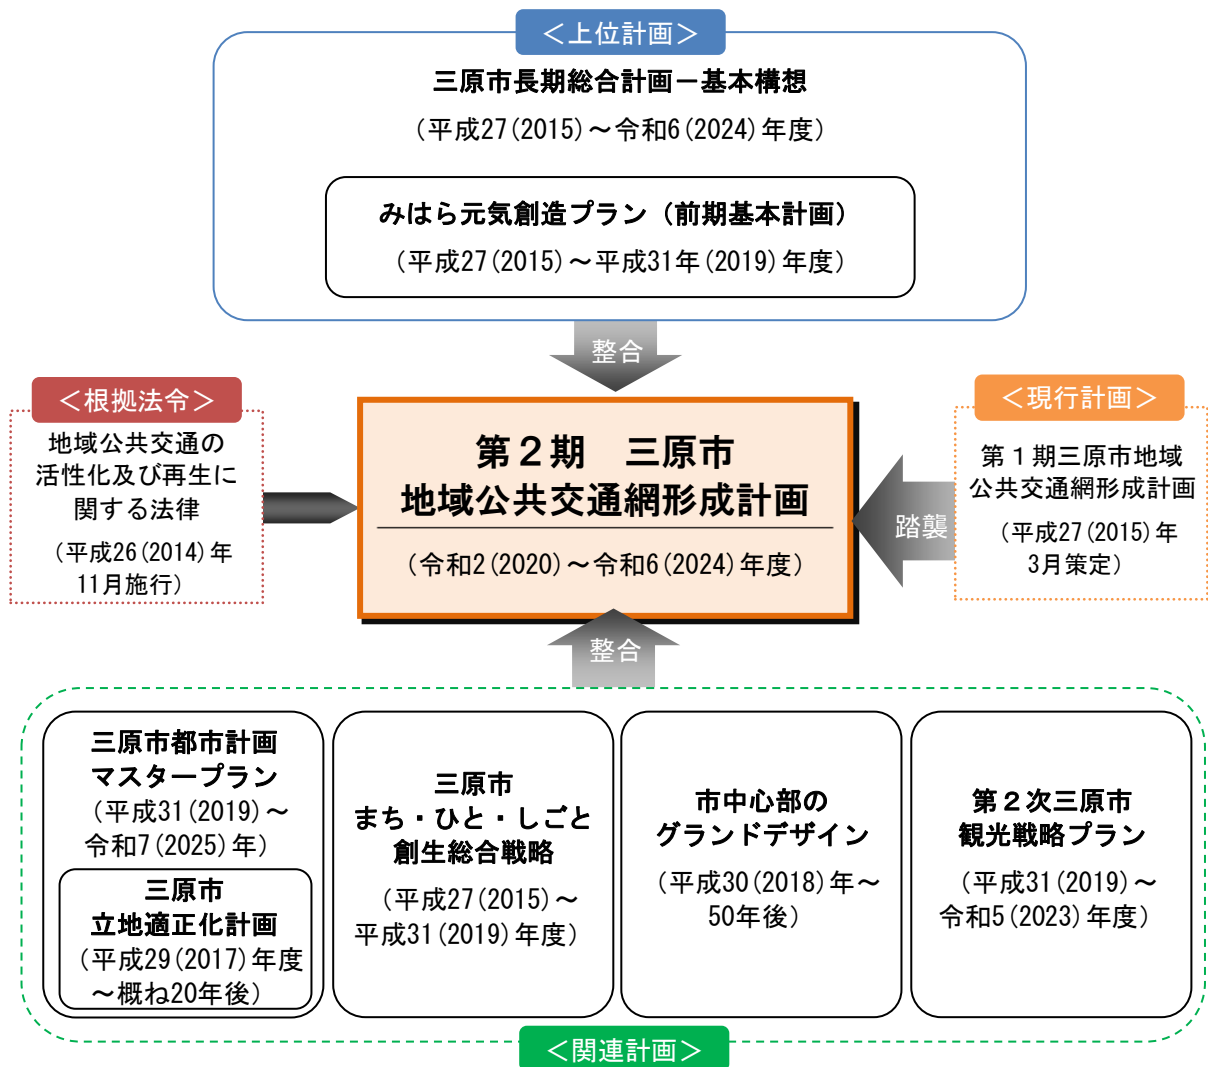 ＜上位計画＞
三原市長期総合計画－基本構想
（平成27(2015)～令和6(2024)年度）
みはら元気創造プラン（前期基本計画）
（平成27(2015)～平成31年(2019)年度）
整合
＜根拠法令＞
地域公共交通の
活性化及び再生に
関する法律
（平成26(2014)年
11月施行）
第２期　三原市
地域公共交通網形成計画
（令和2(2020)～令和6(2024)年度）
＜現行計画＞
第１期三原市地域
公共交通網形成計画
（平成27(2015)年
3月策定）
踏襲
整合
三原市都市計画
マスタープラン
（平成31(2019)～
令和7(2025)年）
三原市
立地適正化計画
（平成29(2017)年度
～概ね20年後）
三原市
まち・ひと・しごと
創生総合戦略
（平成27(2015)～
平成31(2019)年度）
市中心部の
グランドデザイン
（平成30(2018)年～
50年後）
第２次三原市
観光戦略プラン
（平成31(2019)～
令和5(2023)年度）
＜関連計画＞